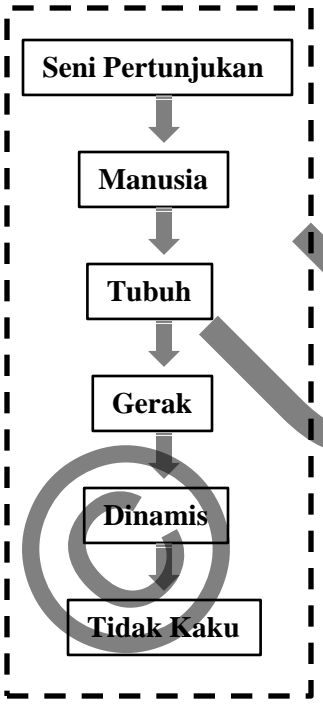 Seni Pertunjukan
Manusia
Tubuh
Gerak
Dinamis
Tidak Kaku